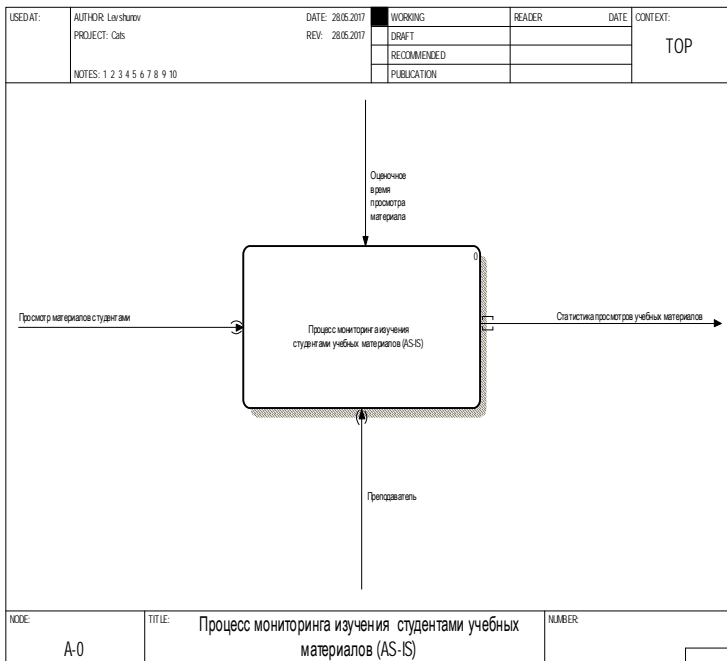 USED AT:
AUTHOR: Levshunov
DATE: 28.05.2017
WORKING
READER
DATE
CONTEXT:
PROJECT: Cats
REV: 28.05.2017
DRAFT
TOP
RECOMMENDED
NOTES: 1 2 3 4 5 6 7 8 9 10
PUBLICATION
Оценочное
время
просмотра
материала
0
Просмотр материалов студентами
Статистика просмотров учебных материалов
Процесс мониторинга изучения
студентами учебных материалов (AS-IS)
Преподаватель
NODE:
A-0
TITLE:
Процесс мониторинга изучения студентами учебных
материалов (AS-IS)
NUMBER: